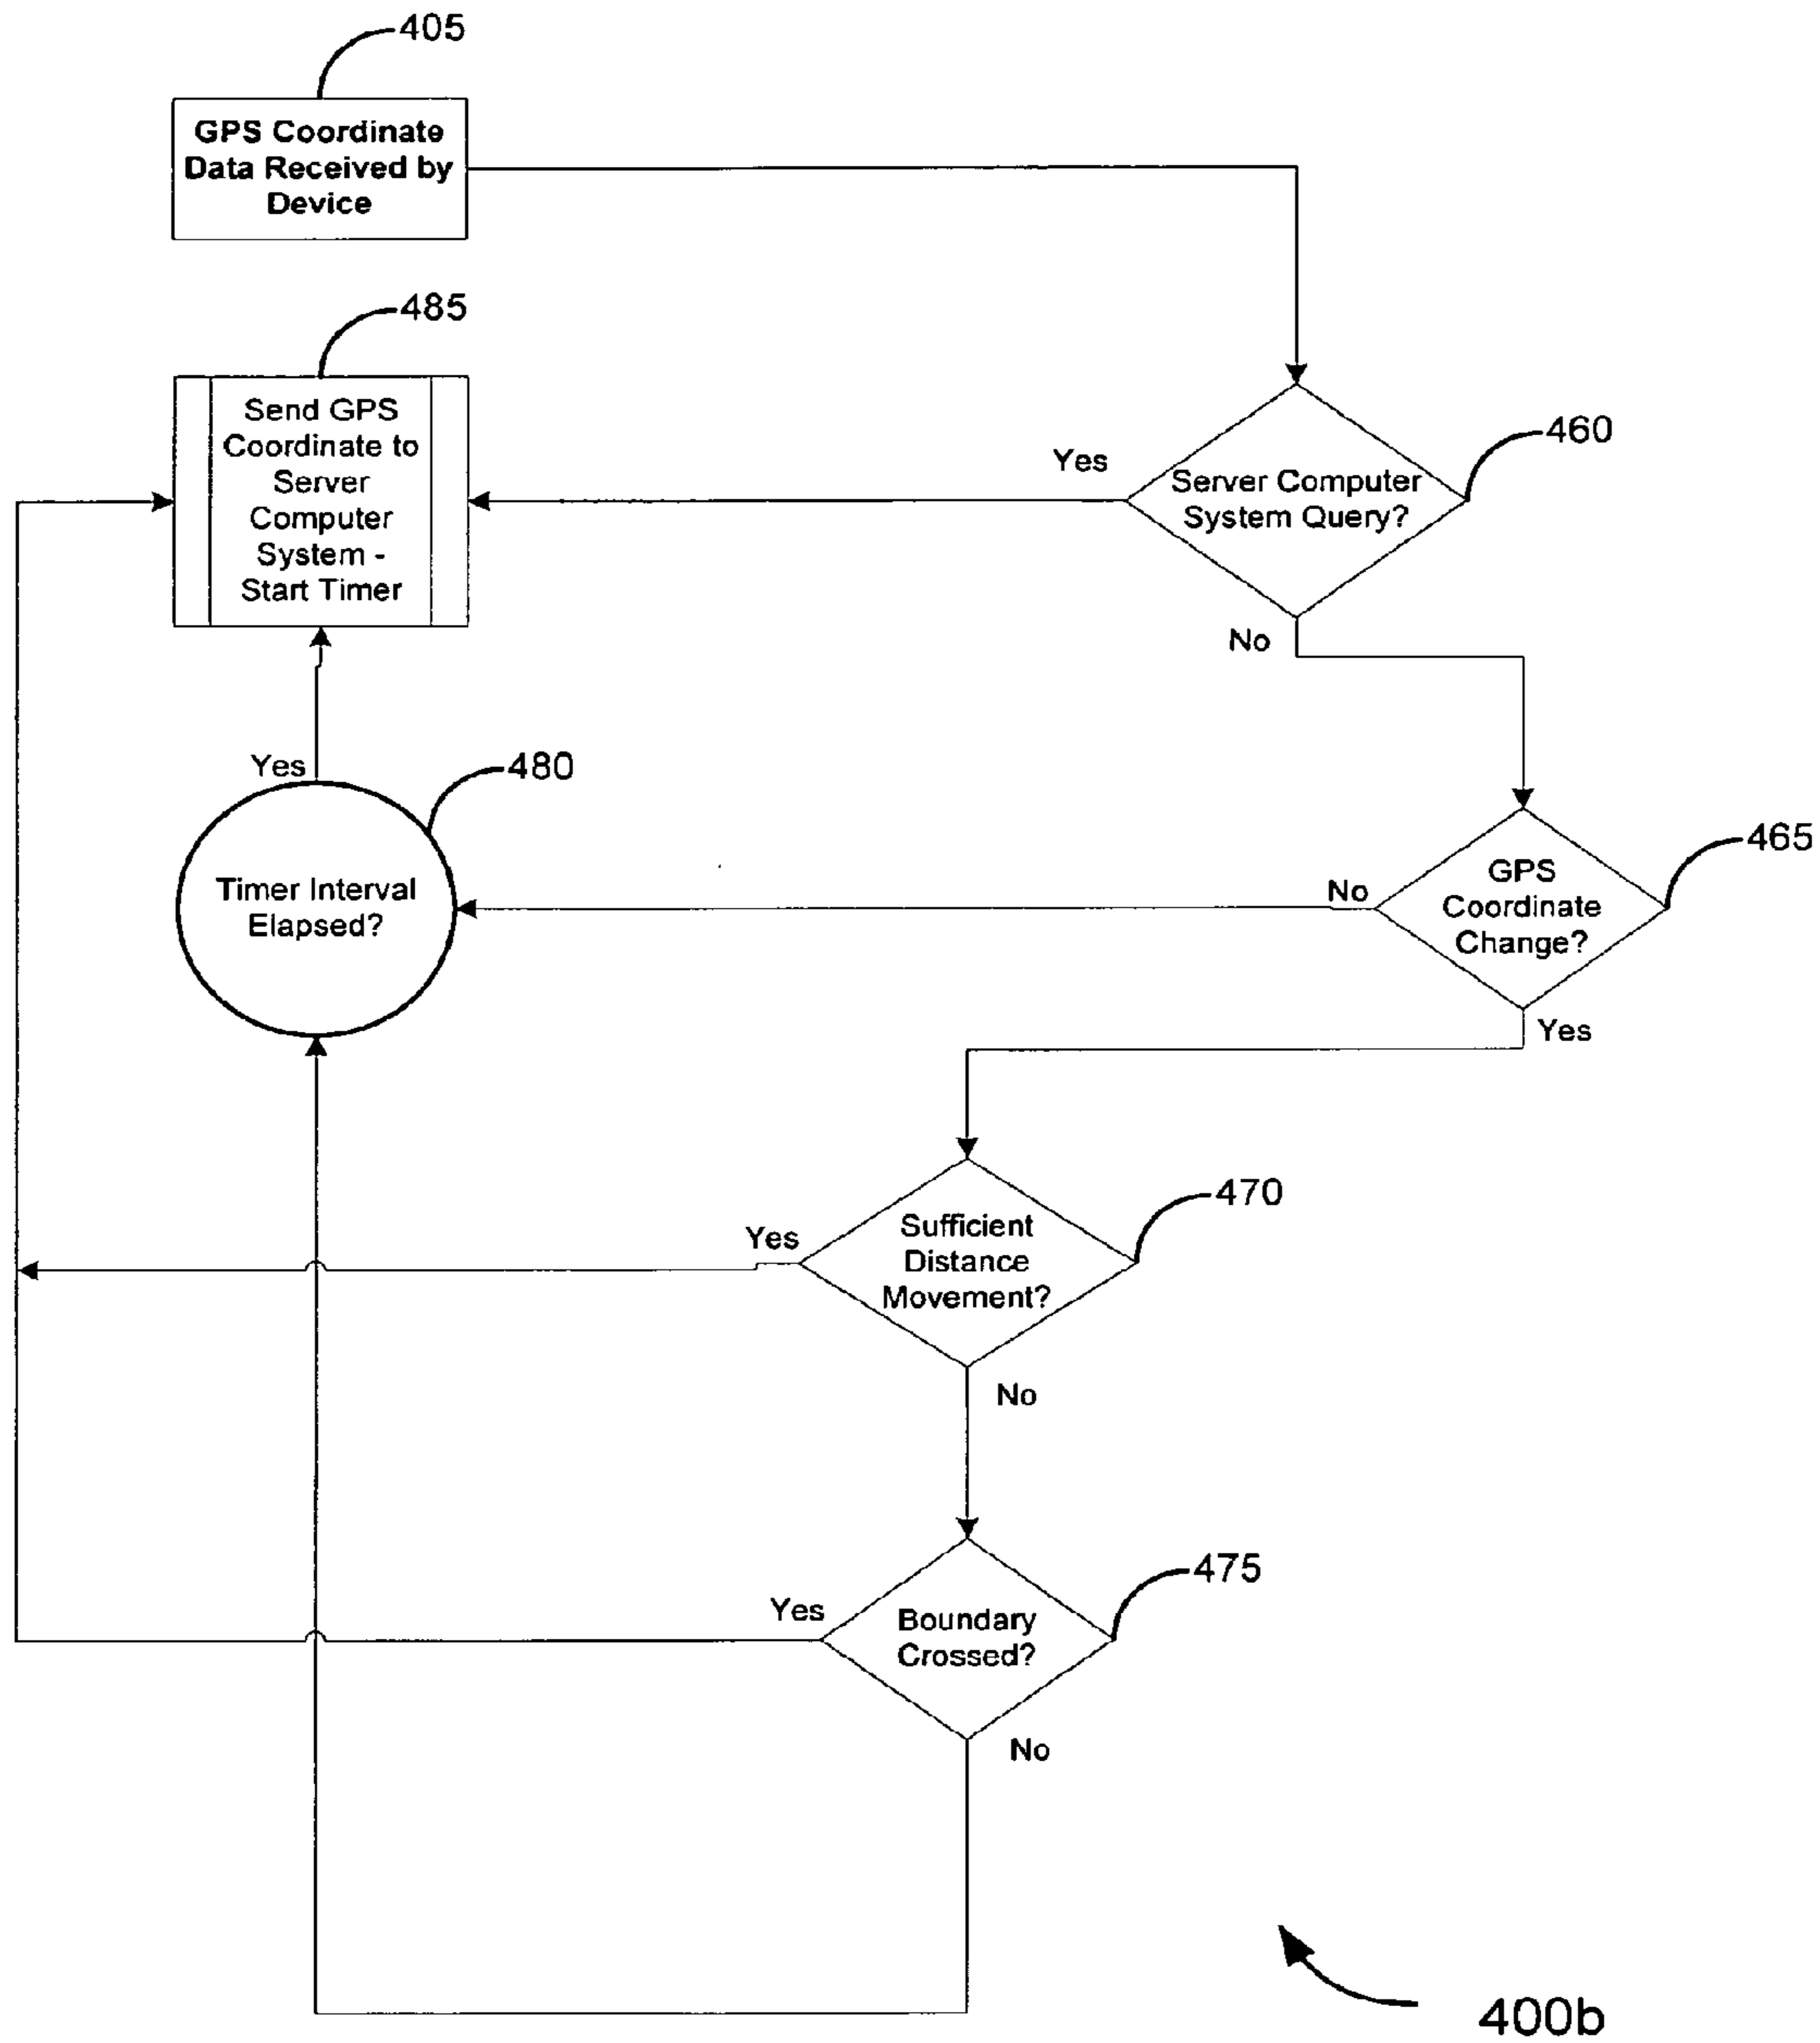 405
GPS Coordinate
Data Received by
Device
485
Send GPS
Coordinate to
Server
Computer
System -
Start Timer
Yes
460
Server Computer
System Query?
No
Yes
480
Timer Interval
Elapsed?
No
465
GPS
Coordinate
Change?
Yes
470
Yes
Sufficient
Distance
Movement?
No
475
Yes
Boundary
Crossed?
No
400b